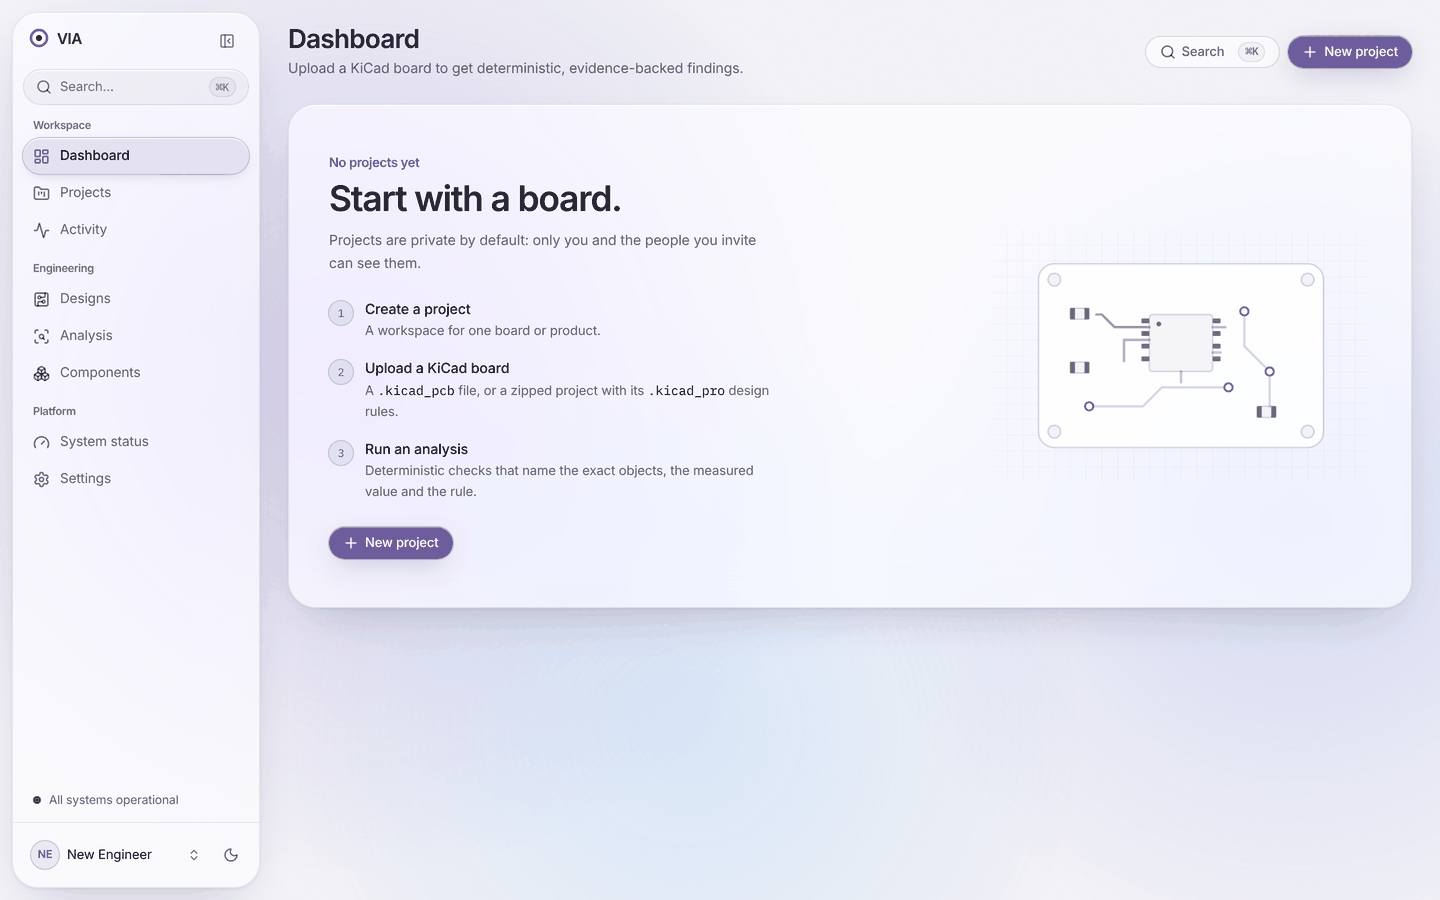 VIA
Search... ⌘K
Workspace
Dashboard
Projects
Activity
Engineering
Designs
Analysis
Components
Platform
System status
Settings
All systems operational
NE New Engineer
Dashboard
Upload a KiCad board to get deterministic, evidence-backed findings.
Search ⌘K
New project
No projects yet
Start with a board.
Projects are private by default: only you and the people you invite
can see them.
1 Create a project
A workspace for one board or product.
2 Upload a KiCad board
A .kicad_pcb file, or a zipped project with its .kicad_pro design
rules.
3 Run an analysis
Deterministic checks that name the exact objects, the measured
value and the rule.
New project